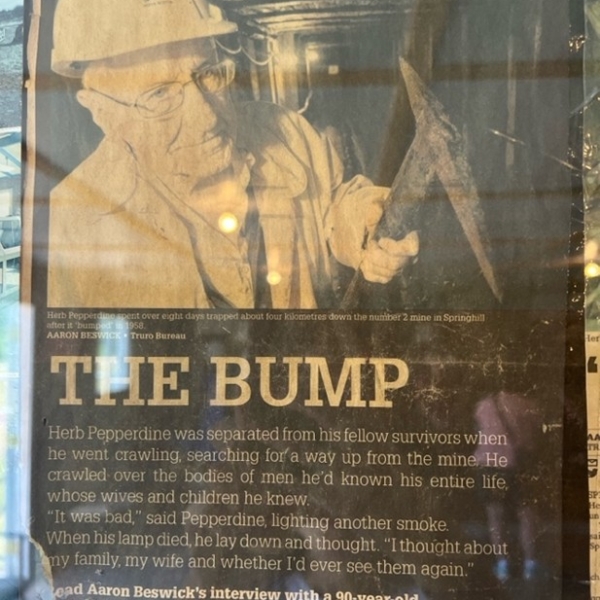 Herb Pepperdine spent over eight days trapped about four kilometres down the number 2 mine in Springhill
after it "bumped" in 1958.
AARON BESWICK • Truro Bureau
THE BUMP
Herb Pepperdine was separated from his fellow survivors when
he went crawling, searching for a way up from the mine. He
crawled over the bodies of men he'd known his entire life,
whose wives and children he knew.
"It was bad," said Pepperdine, lighting another smoke.
When his lamp died, he lay down and thought. "I thought about
my family, my wife and whether I'd ever see them again."
ead Aaron Beswick's interview with a 90-year-old